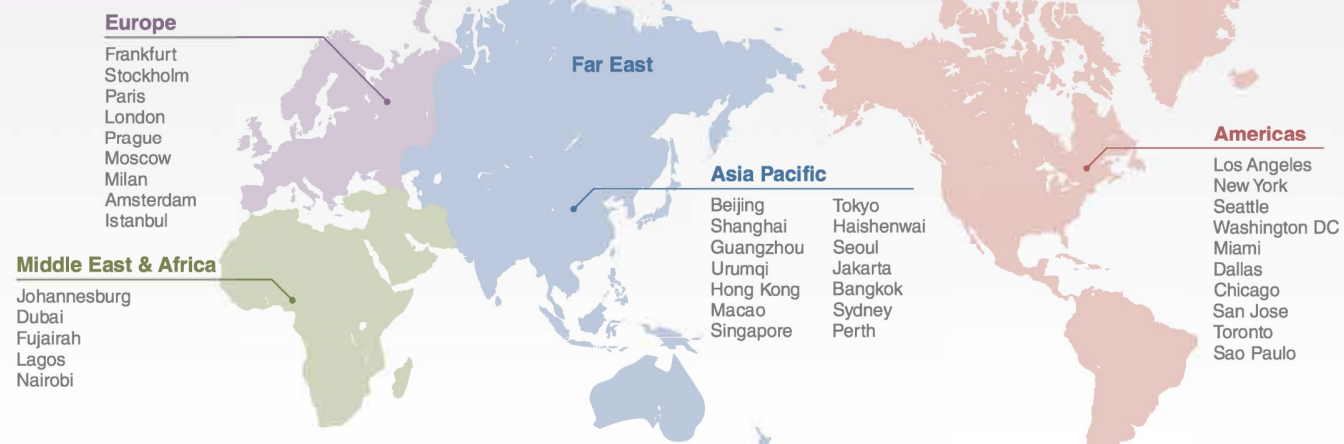 Europe
Frankfurt
Stockholm
Paris
London
Prague
Moscow
Milan
Amsterdam
Istanbul
Middle East & Africa
Johannesburg
Dubai
Fujairah
Lagos
Nairobi
Far East
Asia Pacific
Beijing
Shanghai
Guangzhou
Urumqi
Hong Kong
Macao
Singapore
Tokyo
Haishenwai
Seoul
Jakarta
Bangkok
Sydney
Perth
Americas
Los Angeles
New York
Seattle
Washington DC
Miami
Dallas
Chicago
San Jose
Toronto
Sao Paulo